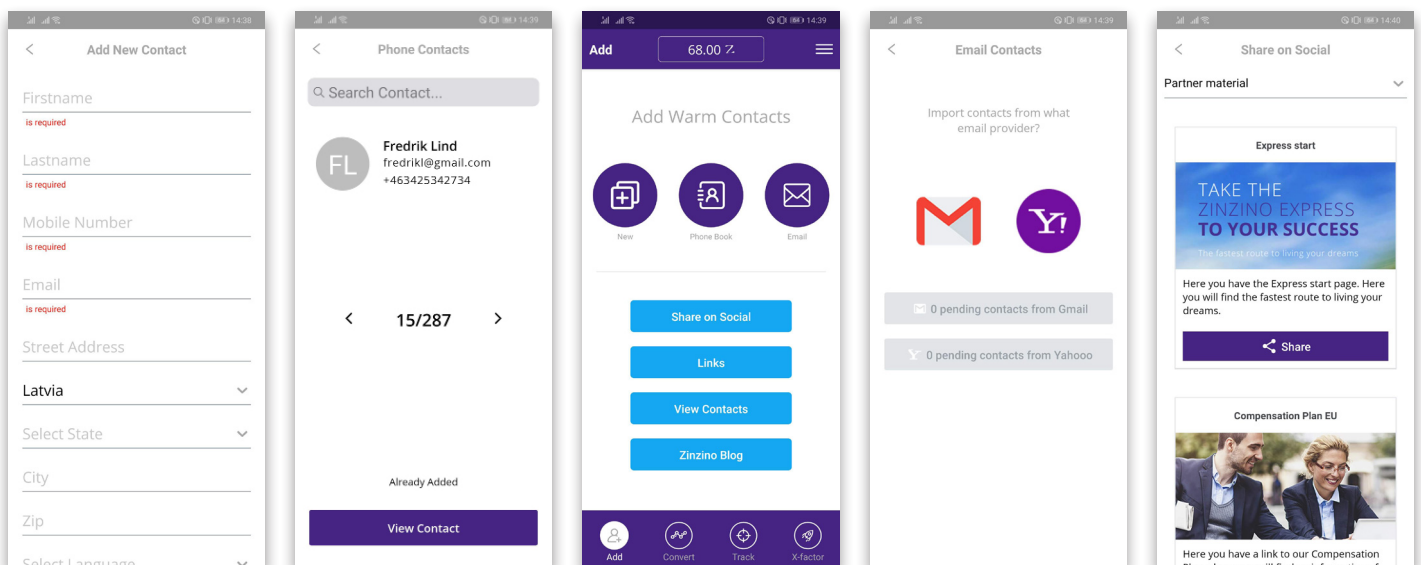 14:38
Add New Contact
Firstname
is required
Lastname
is required
Mobile Number
is required
Email
is required
Street Address
Latvia
Select State
City
Zip
Select Language
14:39
Phone Contacts
Search Contact...
FL
Fredrik Lind
fredrikl@gmail.com
+463425342734
15/287
Already Added
View Contact
14:39
Add
68.00
Add Warm Contacts
New
Phone Book
Email
Share on Social
Links
View Contacts
Zinzino Blog
Add
Convert
Track
X-factor
14:39
Email Contacts
Import contacts from what
email provider?
Y!
0 pending contacts from Gmail
0 pending contacts from Yahooo
14:40
Share on Social
Partner material
Express start
TAKE THE
ZINZINO EXPRESS
TO YOUR SUCCESS
The fastest route to living your dreams
Here you have the Express start page. Here
you will find the fastest route to living your
dreams.
Share
Compensation Plan EU
Here you have a link to our Compensation